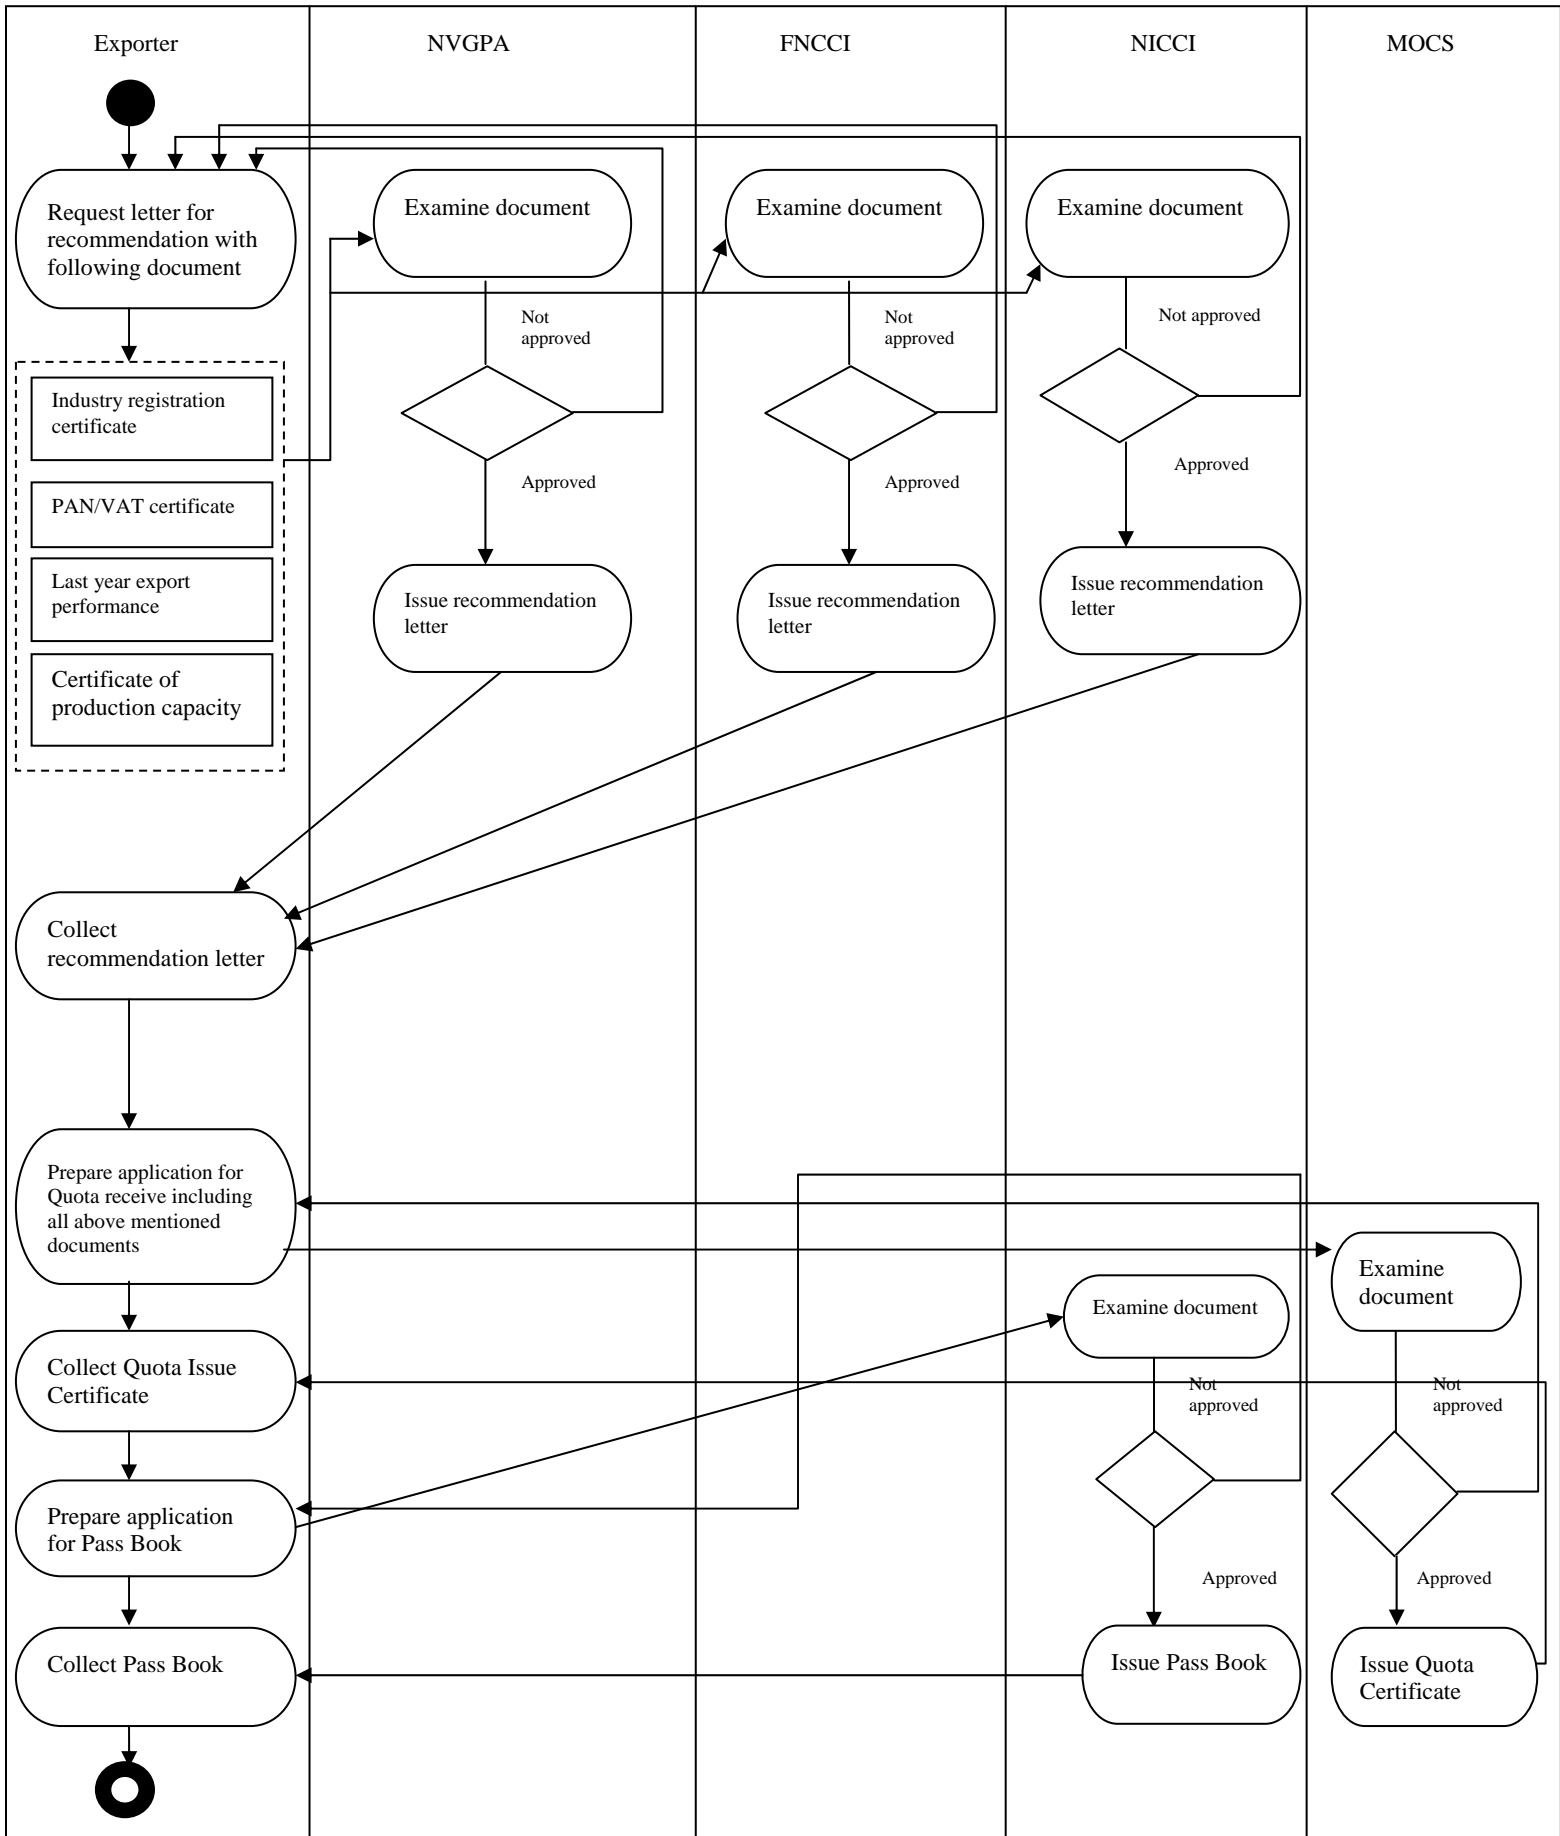 Exporter
NVGPA
FNCCI
NICCI
MOCS
Request letter for
recommendation with
following document
Examine document
Examine document
Examine document
Not
approved
Not
approved
Not approved
Industry registration
certificate
Approved
Approved
Approved
PAN/VAT certificate
Last year export
performance
Issue recommendation
letter
Issue recommendation
letter
Issue recommendation
letter
Certificate of
production capacity
Collect
recommendation letter
Prepare application for
Quota receive including
all above mentioned
documents
Examine
document
Examine document
Collect Quota Issue
Certificate
Not
approved
Not
approved
Prepare application
for Pass Book
Approved
Approved
Collect Pass Book
Issue Pass Book
Issue Quota
Certificate